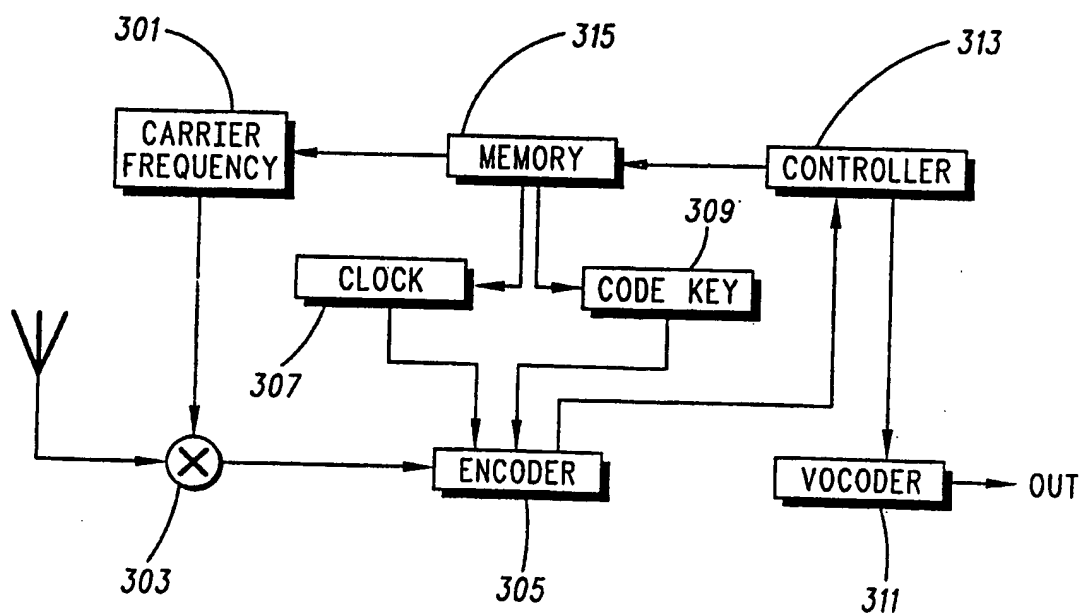 301
315
313
CARRIER
FREQUENCY
MEMORY
CONTROLLER
309
CLOCK
CODE KEY
307
ENCODER
VOCODER
OUT
303
305
311